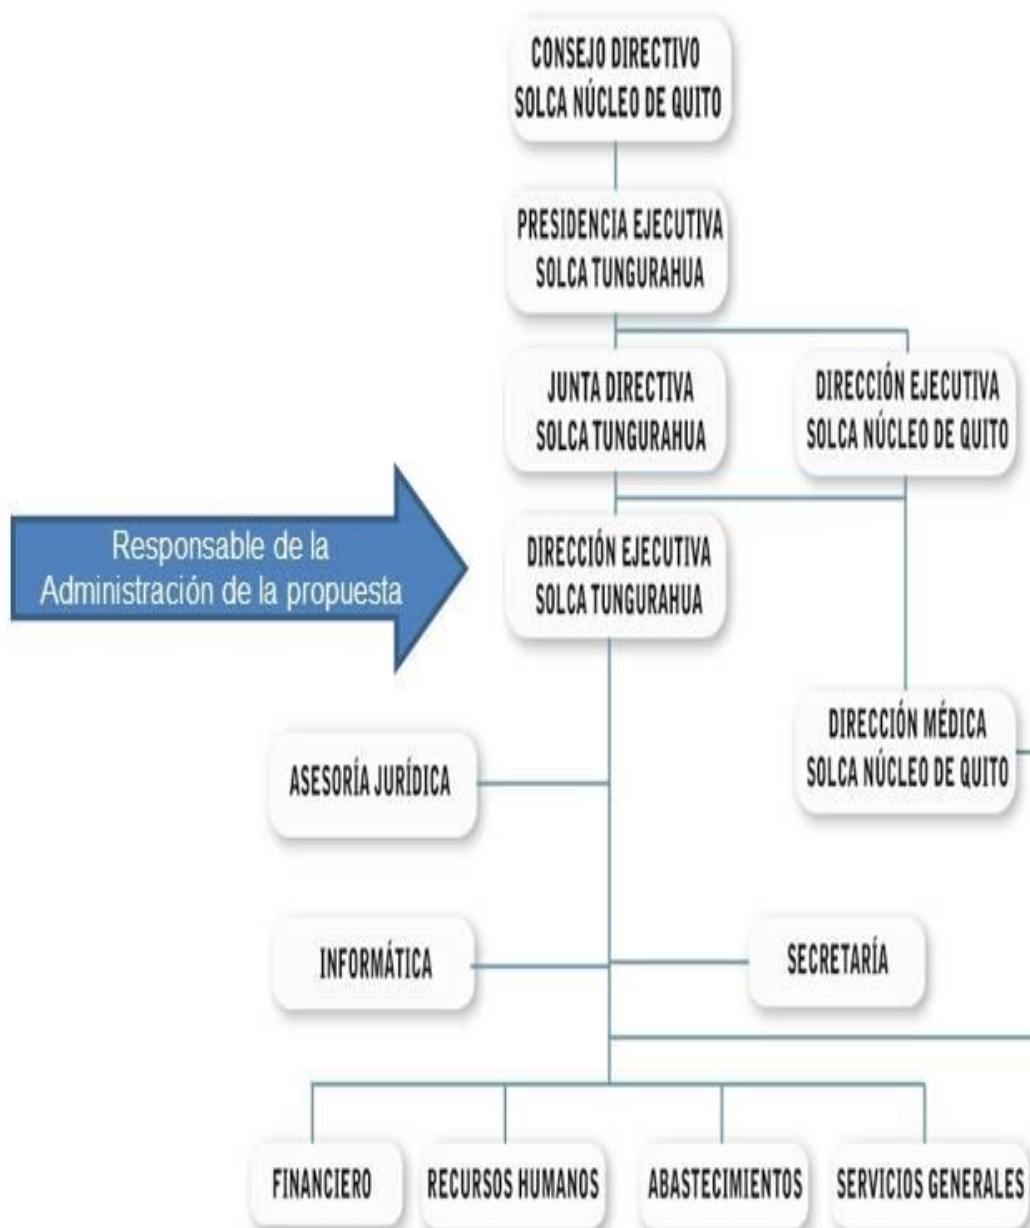 CONSEJO DIRECTIVO
SOLCA NÚCLEO DE QUITO
PRESIDENCIA EJECUTIVA
SOLCA TUNGURAHUA
JUNTA DIRECTIVA
SOLCA TUNGURAHUA
DIRECCIÓN EJECUTIVA
SOLCA NÚCLEO DE QUITO
Responsable de la
Administración de la propuesta
DIRECCIÓN EJECUTIVA
SOLCA TUNGURAHUA
DIRECCIÓN MÉDICA
SOLCA NÚCLEO DE QUITO
ASESORÍA JURÍDICA
INFORMÁTICA
SECRETARÍA
FINANCIERO
RECURSOS HUMANOS
ABASTECIMIENTOS
SERVICIOS GENERALES